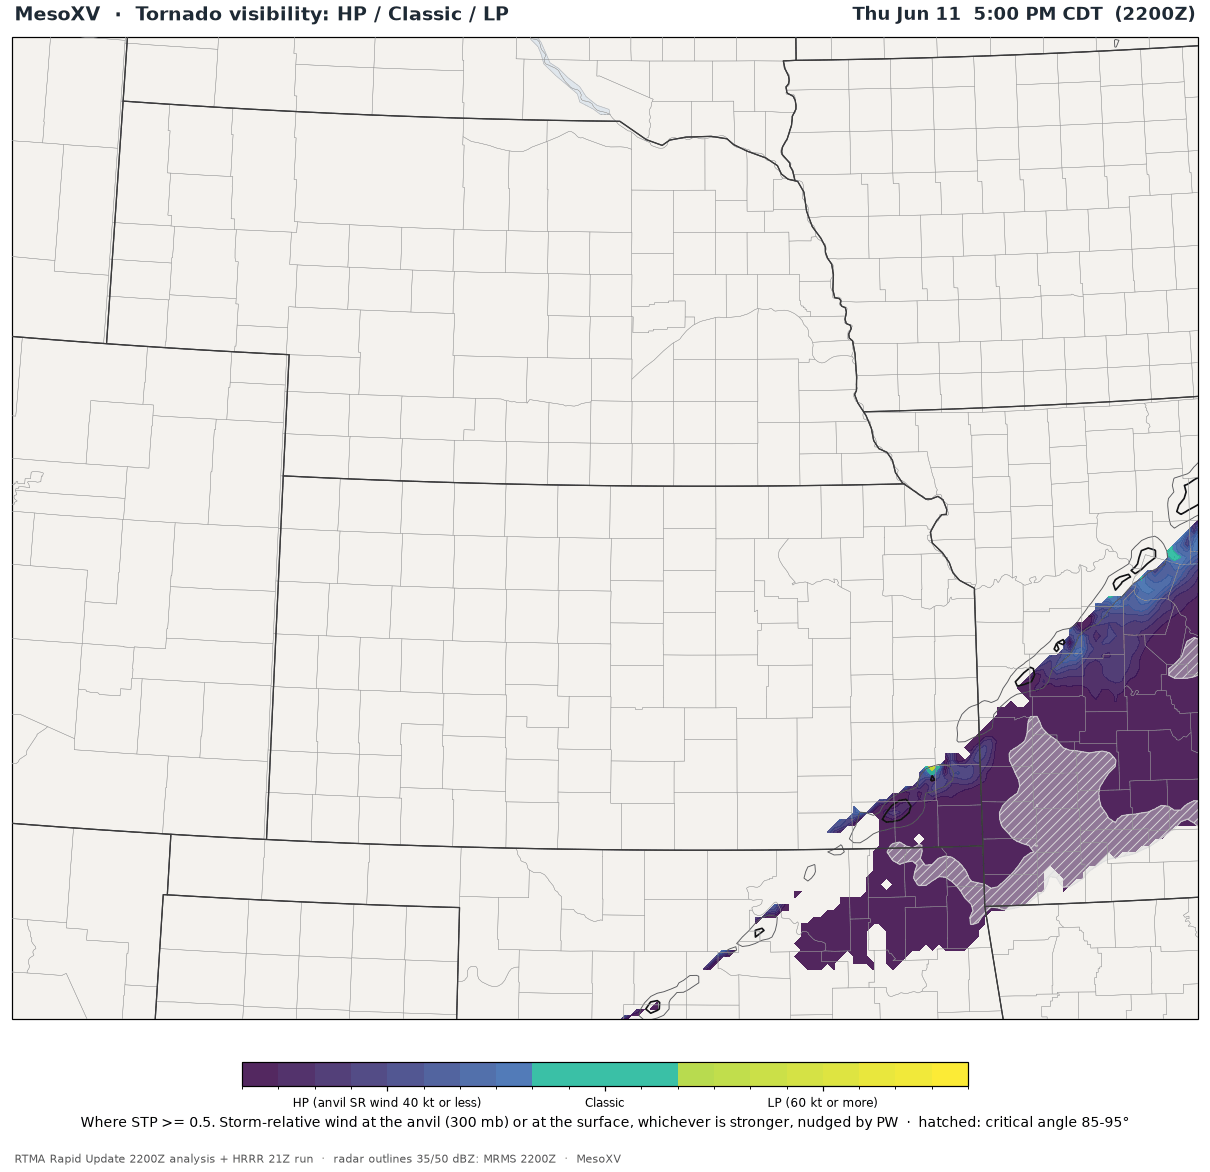 MesoXV · Tornado visibility: HP / Classic / LP
Thu Jun 11 5:00 PM CDT (2200Z)
HP (anvil SR wind 40 kt or less)
Classic
LP (60 kt or more)
Where STP >= 0.5. Storm-relative wind at the anvil (300 mb) or at the surface, whichever is stronger, nudged by PW · hatched: critical angle 85-95°
RTMA Rapid Update 2200Z analysis + HRRR 21Z run · radar outlines 35/50 dBZ: MRMS 2200Z · MesoXV